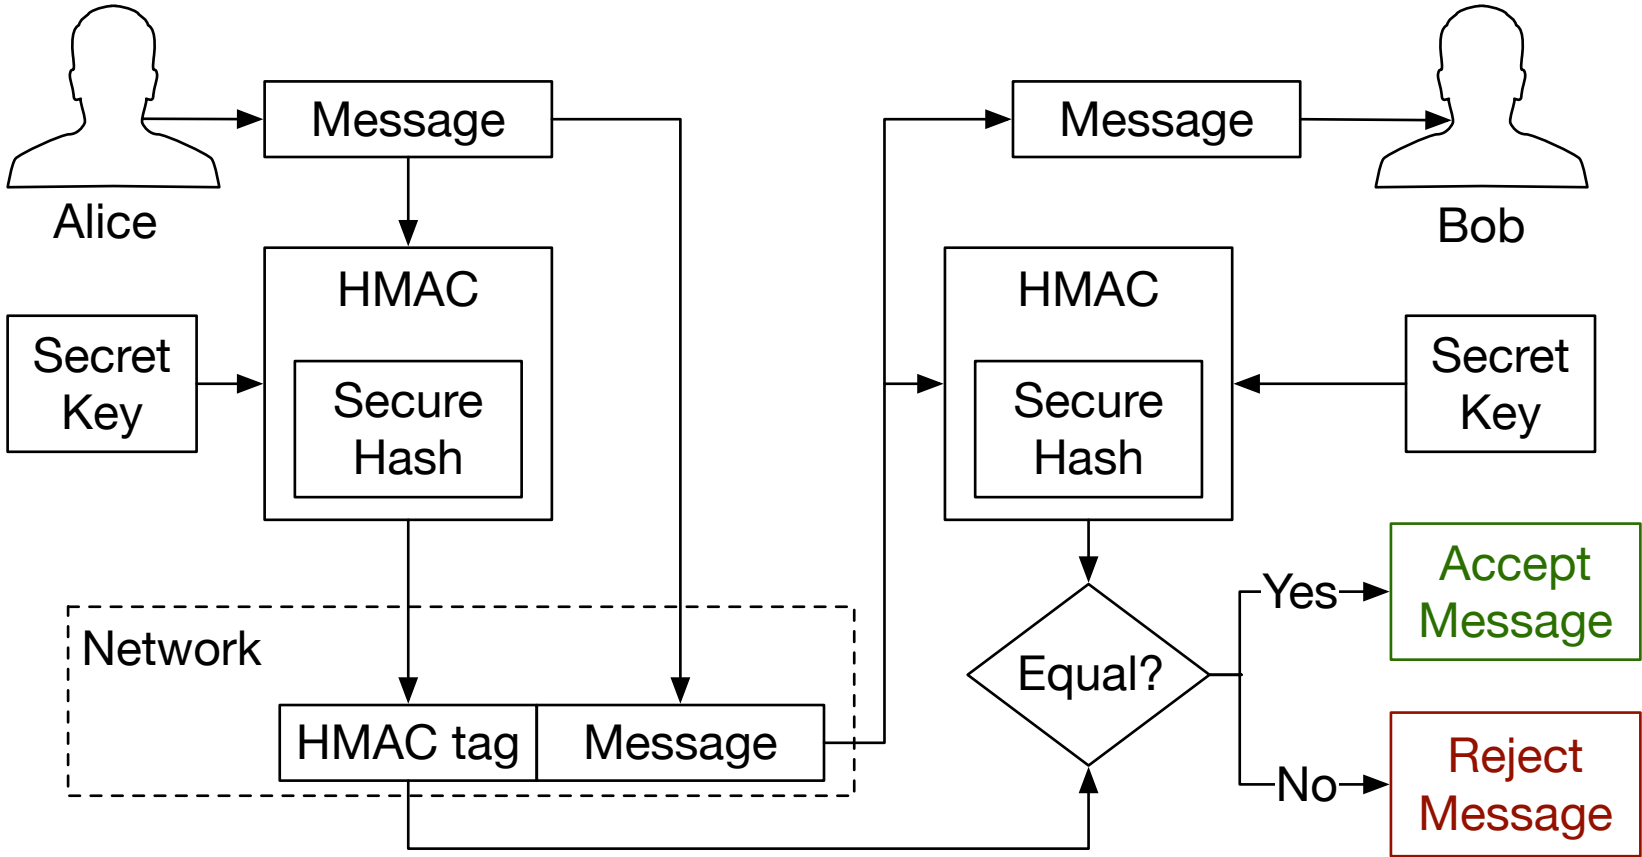 Message
Message
Alice
Bob
HMAC
HMAC
Secret
Key
Secure
Hash
Secure
Hash
Secret
Key
Network
HMAC tag
Message
Equal?
Yes
Accept
Message
No
Reject
Message